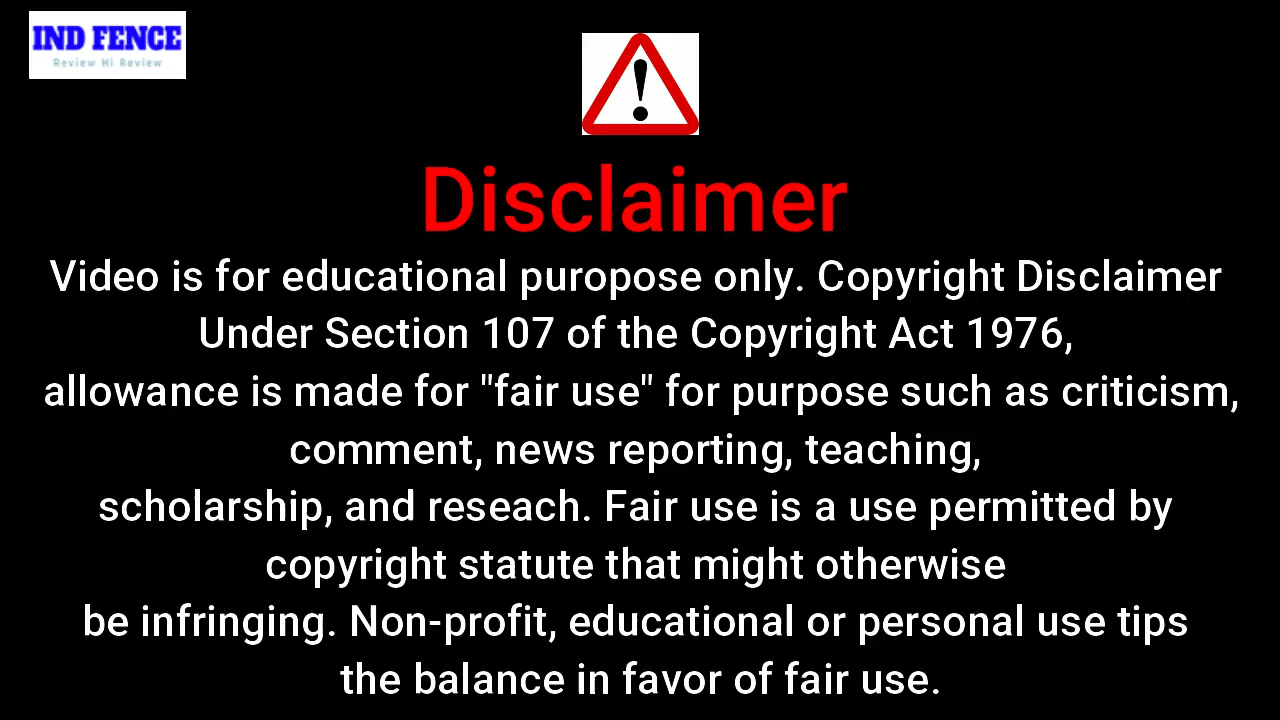 IND FENCE
Review Hi Review
Disclaimer
Video is for educational puropose only. Copyright Disclaimer
Under Section 107 of the Copyright Act 1976,
allowance is made for "fair use" for purpose such as criticism,
comment, news reporting, teaching,
scholarship, and reseach. Fair use is a use permitted by
copyright statute that might otherwise
be infringing. Non-profit, educational or personal use tips
the balance in favor of fair use.